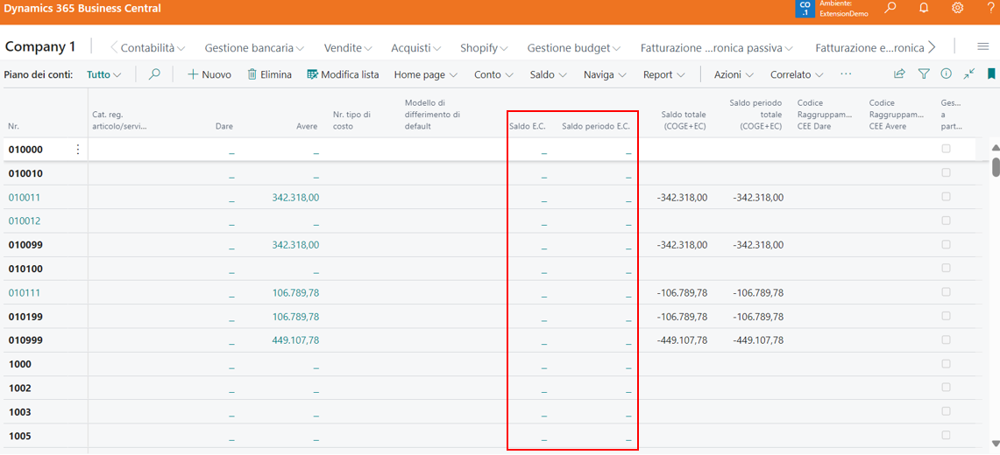 Dynamics 365 Business Central
CO .1
Ambiente:
ExtensionDemo
?
Company 1
Contabilità
Gestione bancaria
Vendite
Acquisti
Shopify
Gestione budget
Fatturazione ...ronica passiva
Fatturazione e...ronica
Piano dei conti:
Tutto
+ Nuovo
Elimina
Modifica lista
Home page
Conto
Saldo
Naviga
Report
Azioni
Correlato
...
Nr.
Cat. reg. articolo/servi...
Dare
Avere
Nr. tipo di costo
Modello di differimento di default
Saldo E.C.
Saldo periodo E.C.
Saldo totale (COGE+EC)
Saldo periodo totale (COGE+EC)
Codice Raggruppam... CEE Dare
Codice Raggruppam... CEE Avere
Ges... a part...
010000 _ _ _ _
010010 _ _ _ _
010011 _ 342.318,00 _ _ -342.318,00 -342.318,00
010012 _ _ _ _
010099 _ 342.318,00 _ _ -342.318,00 -342.318,00
010100 _ _ _ _
010111 _ 106.789,78 _ _ -106.789,78 -106.789,78
010199 _ 106.789,78 _ _ -106.789,78 -106.789,78
010999 _ 449.107,78 _ _ -449.107,78 -449.107,78
1000 _ _ _ _
1002 _ _ _ _
1003 _ _ _ _
1005 _ _ _ _